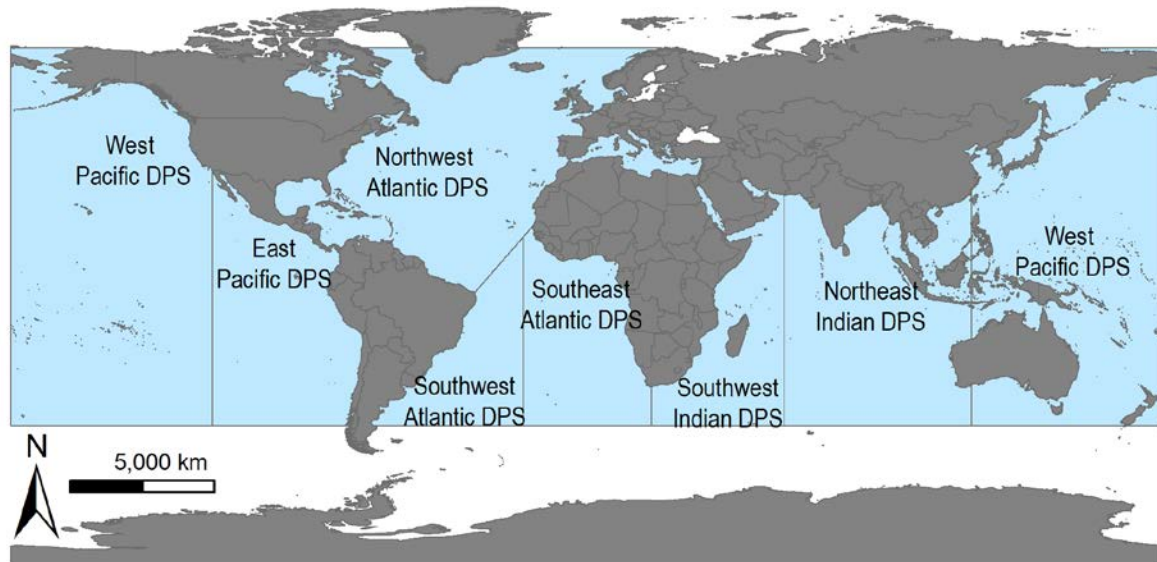 West
Pacific DPS
Northwest
Atlantic DPS
East
Pacific DPS
West
Pacific DPS
Southeast
Atlantic DPS
Northeast
Indian DPS
Southwest
Atlantic DPS
Southwest
Indian DPS
N
5,000 km